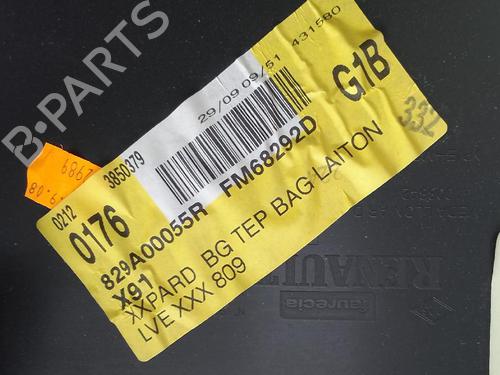 B-PARTS
29/09 09/51 431580
G1B
332
3850379
0212
0176
829A00055R FM68292D
X91
XXPARD BG TEP BAG LAITON
LVE XXX 809
RENAULT
faurecia